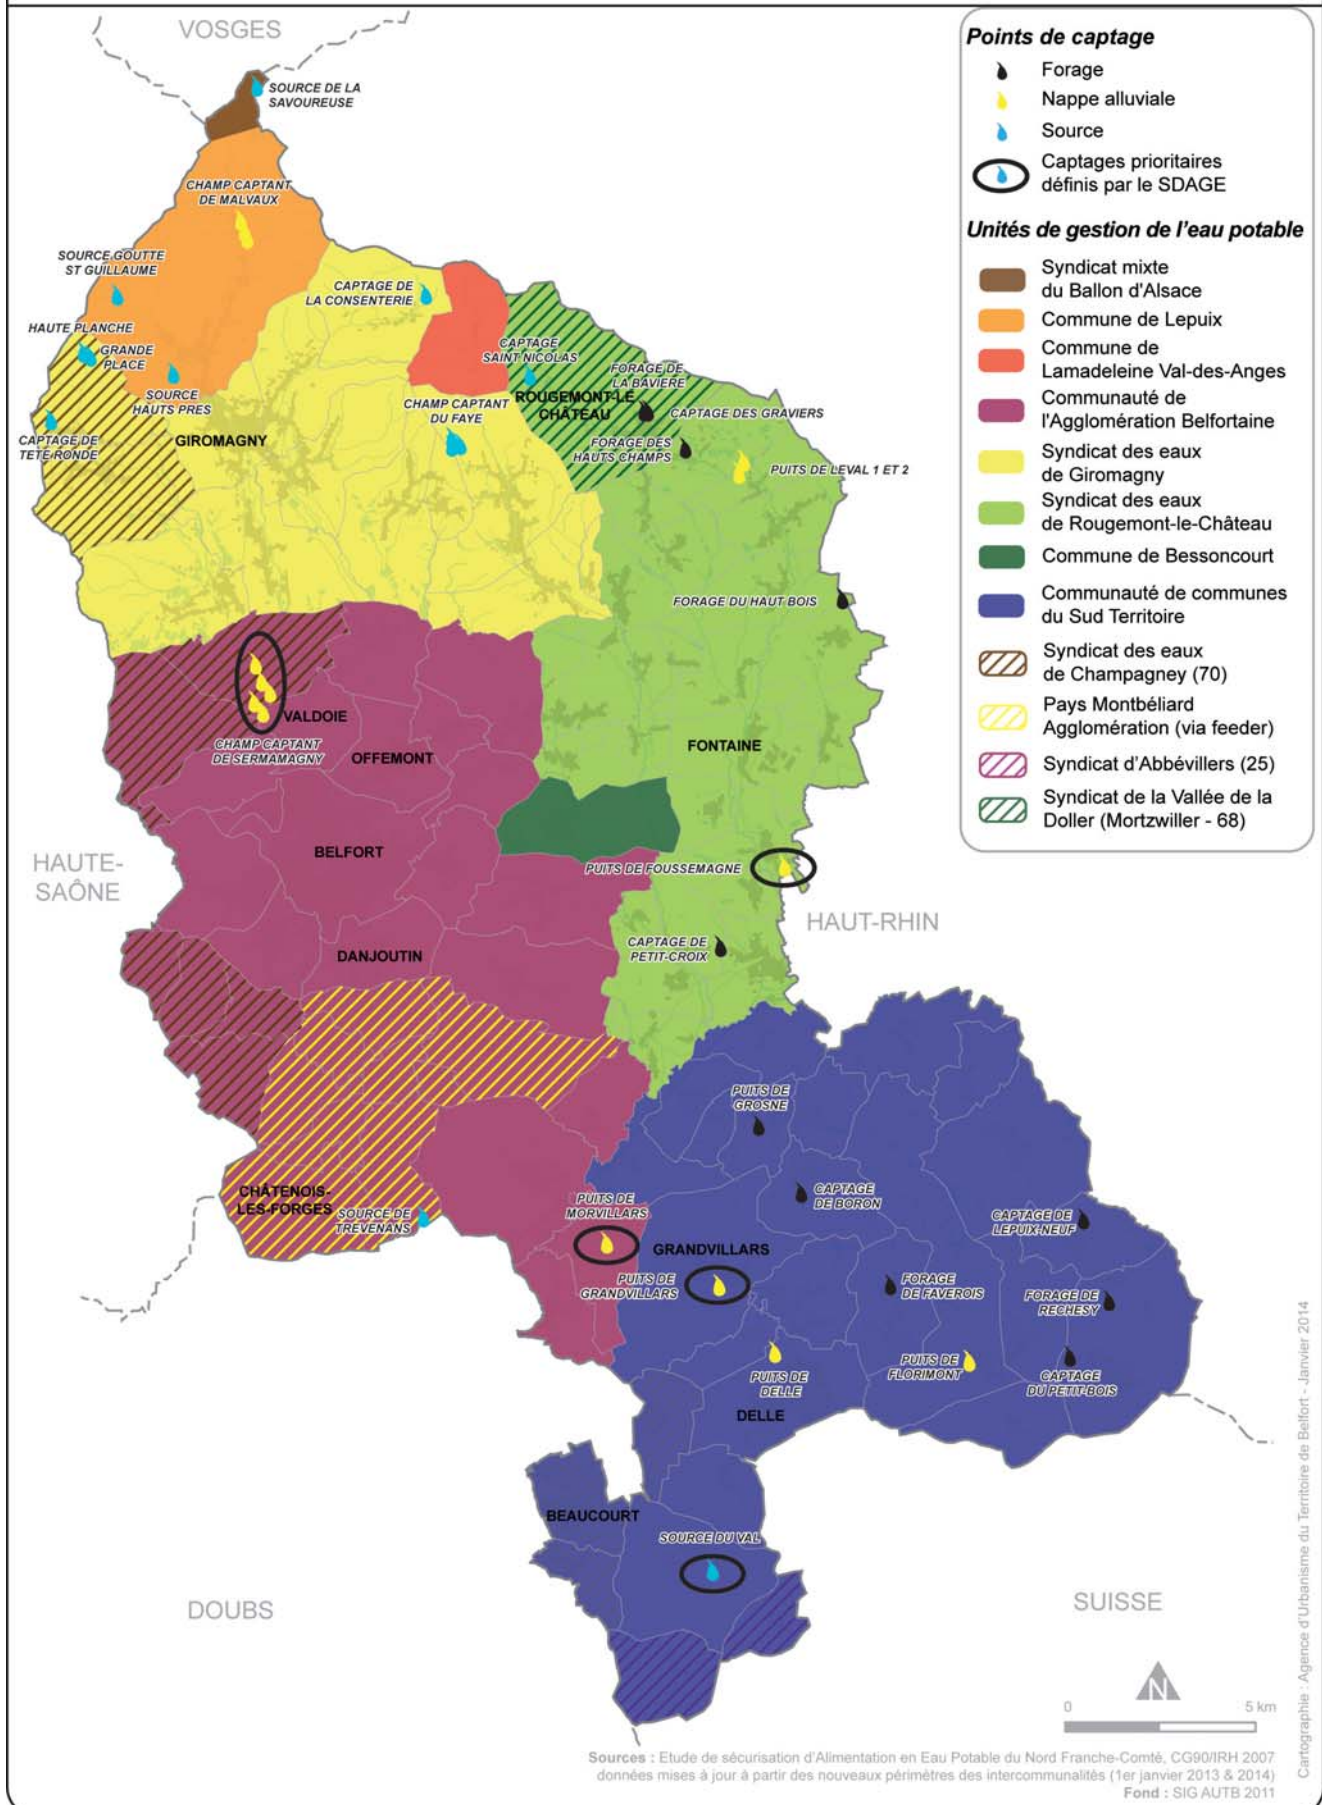 VOSGES
SOURCE DE LA
SAVOUREUSE
CHAMP CAPTANT
DE MALVAUX
SOURCE GOUTTE
ST GUILLAUME
CAPTAGE DE
LA CONSENTERIE
HAUTE PLANCHE
GRANDE
PLACE
SOURCE
HAUTS PRES
CAPTAGE
SAINT NICOLAS
FORAGE DE
LA BAVIERE
ROUGEMONT-LE
CHÂTEAU
CAPTAGE DES GRAVIERS
CHAMP CAPTANT
DU FAYE
CAPTAGE DE
TETE RONDE
GIROMAGNY
FORAGE DES
HAUTS CHAMPS
PUITS DE LEVAL 1 ET 2
FORAGE DU HAUT BOIS
VALDOIE
CHAMP CAPTANT
DE SERMAMAGNY
OFFEMONT
FONTAINE
BELFORT
HAUTE-
SAÔNE
PUITS DE FOUSSEMAGNE
HAUT-RHIN
CAPTAGE DE
PETIT-CROIX
DANJOUTIN
PUITS DE
GROSNE
CHÂTENOIS-
LES-FORGES
SOURCE DE
TREVENANS
PUITS DE
MORVILLARS
CAPTAGE
DE BORON
CAPTAGE DE
LEPUIX-NEUF
GRANDVILLARS
PUITS DE
GRANDVILLARS
FORAGE
DE FAVEROIS
FORAGE DE
RECHESY
PUITS DE
DELLE
PUITS DE
FLORIMONT
CAPTAGE
DU PETIT-BOIS
DELLE
BEAUCOURT
SOURCE DU VAL
DOUBS
SUISSE
Points de captage
Forage
Nappe alluviale
Source
Captages prioritaires
définis par le SDAGE
Unités de gestion de l'eau potable
Syndicat mixte
du Ballon d'Alsace
Commune de Lepuix
Commune de
Lamadeleine Val-des-Anges
Communauté de
l'Agglomération Belfortaine
Syndicat des eaux
de Giromagny
Syndicat des eaux
de Rougemont-le-Château
Commune de Bessoncourt
Communauté de communes
du Sud Territoire
Syndicat des eaux
de Champagney (70)
Pays Montbéliard
Agglomération (via feeder)
Syndicat d'Abbévillers (25)
Syndicat de la Vallée de la
Doller (Mortzwiller - 68)
N
0 5 km
Sources : Etude de sécurisation d'Alimentation en Eau Potable du Nord Franche-Comté, CG90/IRH 2007
données mises à jour à partir des nouveaux périmètres des intercommunalités (1er janvier 2013 & 2014)
Fond : SIG AUTB 2011
Cartographie : Agence d'Urbanisme du Territoire de Belfort - Janvier 2014